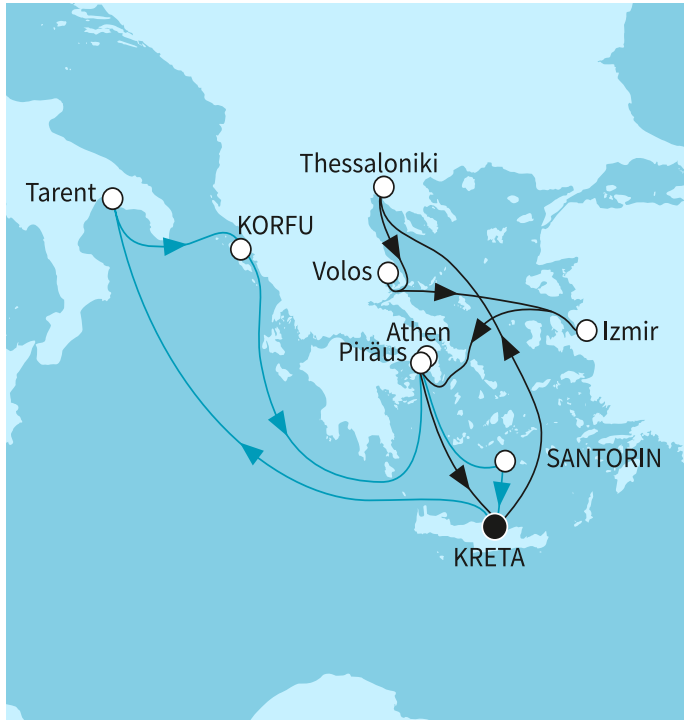 Thessaloniki
Tarent
KORFU
Volos
Izmir
Athen
Piräus
SANTORIN
KRETA